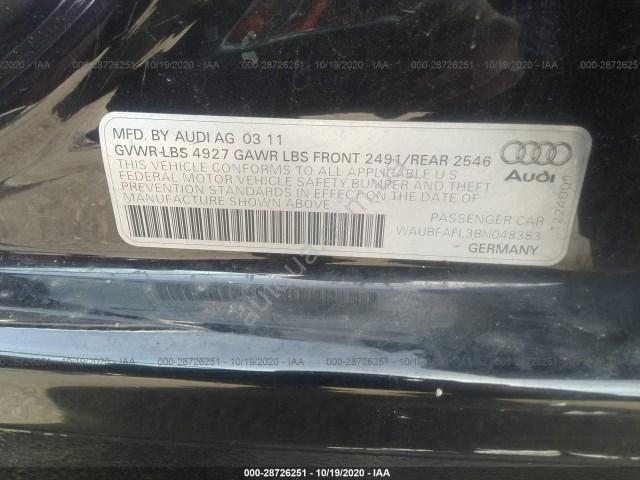 000-28726251 - 10/19/2020 - IAA
MFD. BY AUDI AG 03 11
GVWR-LBS 4927 GAWR LBS FRONT 2491/REAR 2546
THIS VEHICLE CONFORMS TO ALL APPLICABLE U S
FEDERAL MOTOR VEHICLE SAFETY BUMPER AND THEFT
PREVENTION STANDARDS IN EFFECT ON THE DATE OF
MANUFACTURE SHOWN ABOVE
Audi
1226001
PASSENGER CAR
WAUBFAFL3BN048383
GERMANY
000-28726251 - 10/19/2020 - IAA
000-28726251 - 10/19/2020 - IAA